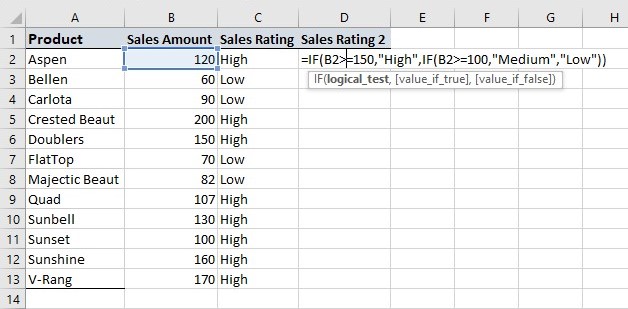 A B C D E F G H
1 Product Sales Amount Sales Rating Sales Rating 2
2 Aspen 120 High =IF(B2>=150,"High",IF(B2>=100,"Medium","Low"))
3 Bellen 60 Low IF(logical_test, [value_if_true], [value_if_false])
4 Carlota 90 Low
5 Crested Beaut 200 High
6 Doublers 150 High
7 FlatTop 70 Low
8 Majectic Beaut 82 Low
9 Quad 107 High
10 Sunbell 130 High
11 Sunset 100 High
12 Sunshine 160 High
13 V-Rang 170 High
14